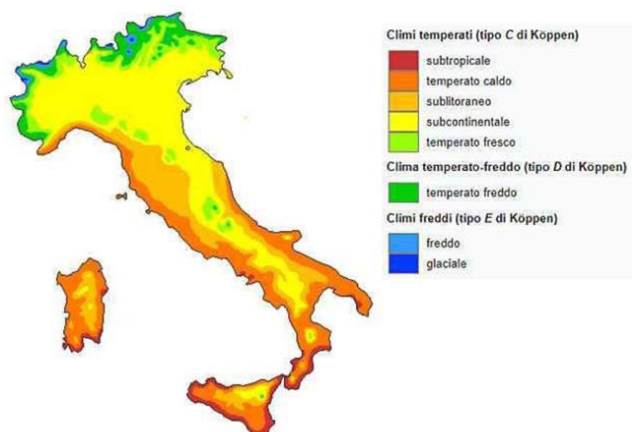 Climi temperati (tipo C di Köppen)
subtropicale
temperato caldo
sublitoraneo
subcontinentale
temperato fresco
Clima temperato-freddo (tipo D di Köppen)
temperato freddo
Climi freddi (tipo E di Köppen)
freddo
glaciale